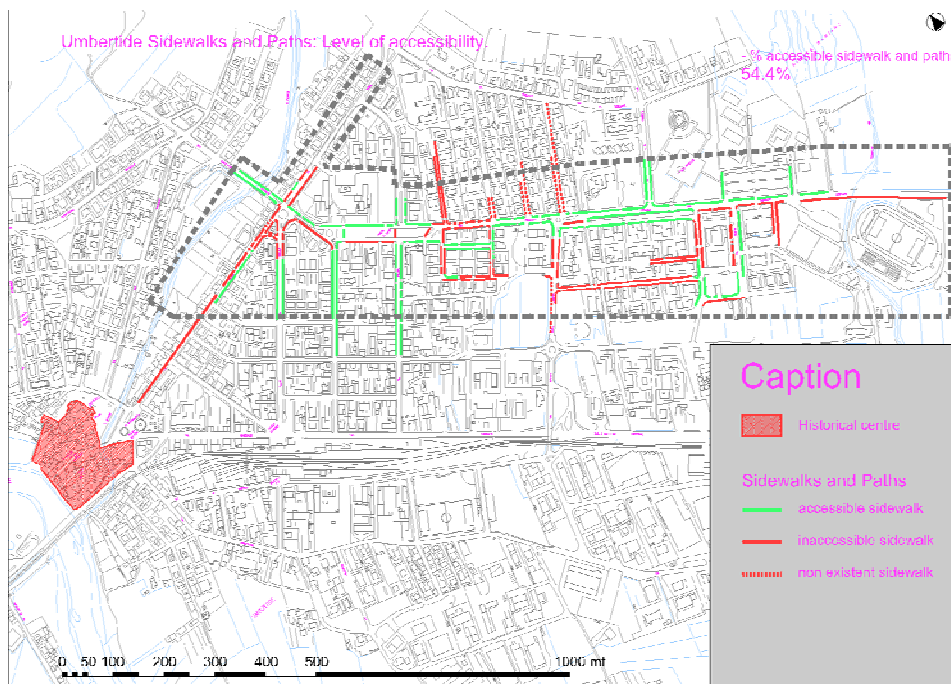 Umbertide Sidewalks and Paths: Level of accessibility.
- % accessible sidewalk and path
54.4%
Caption
Historical centre
Sidewalks and Paths
accessible sidewalk
inaccessible sidewalk
non existent sidewalk
0 50 100 200 300 400 500 1000 mt